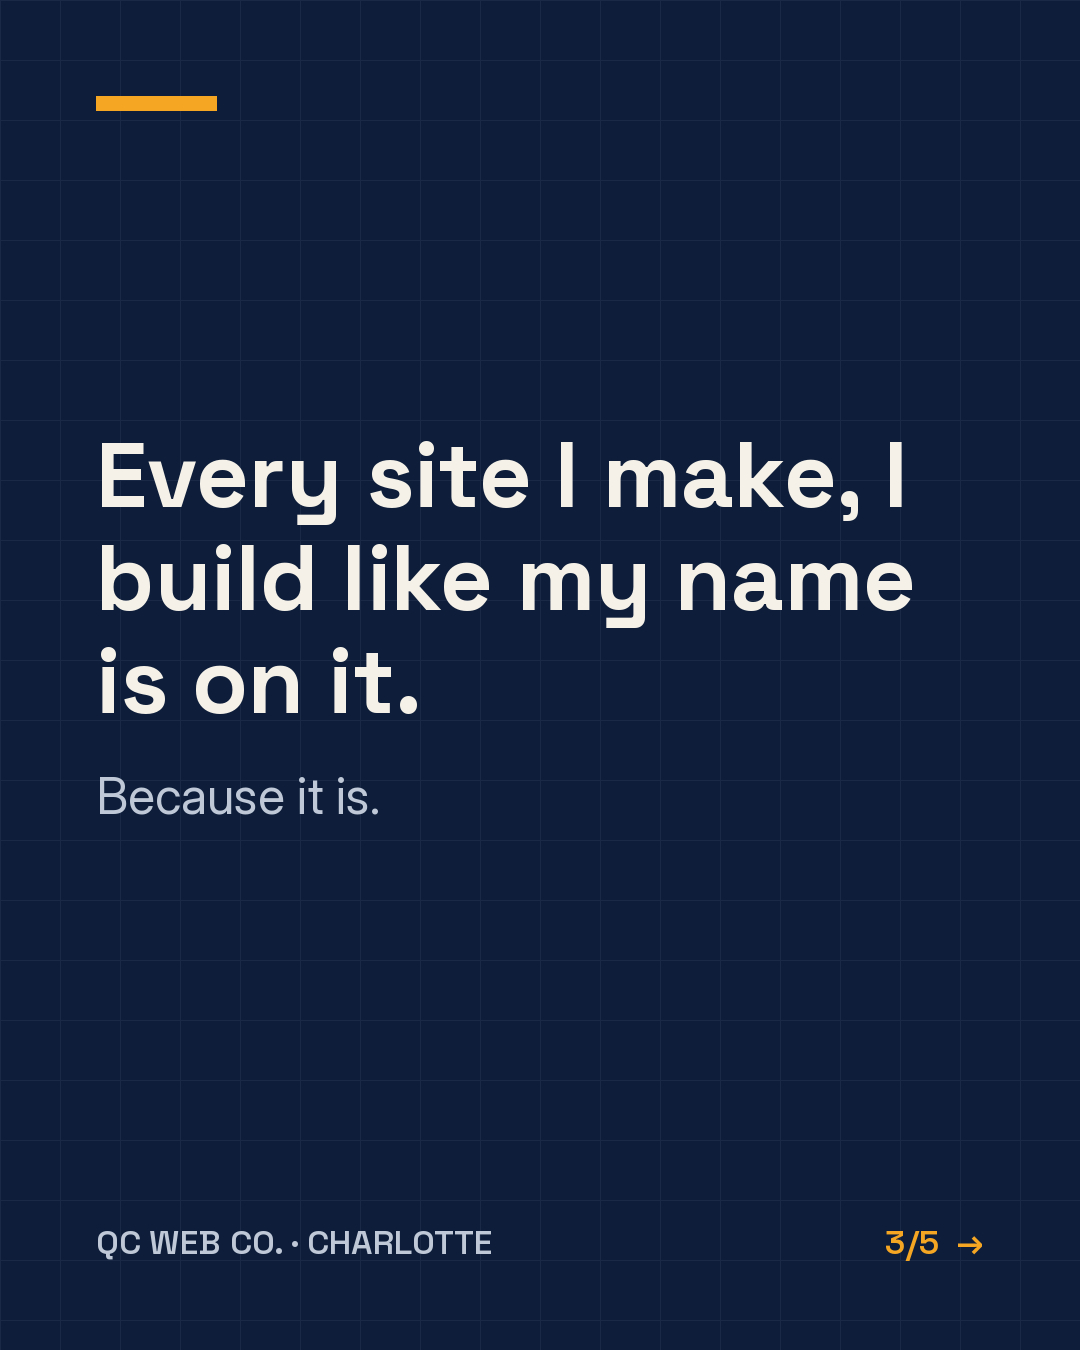 Every site I make, I
build like my name
is on it.
Because it is.
QC WEB CO. · CHARLOTTE
3/5 →